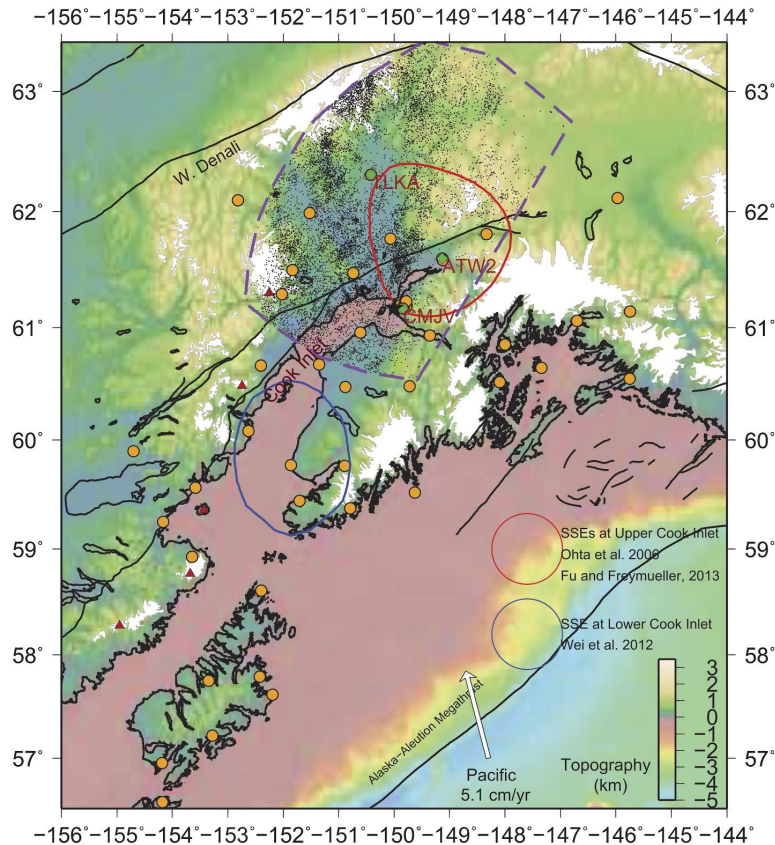 −156° −155° −154° −153° −152° −151° −150° −149° −148° −147° −146° −145° −144°
63° 63°
W. Denali
TLKA
62° 62°
ATW2
CMJV
61° 61°
Cook Inlet
60° 60°
59° 59°
SSEs at Upper Cook Inlet
Ohta et al. 2006
Fu and Freymueller, 2013
SSE at Lower Cook Inlet
Wei et al. 2012
58° 58°
3
2
1
0
−1
−2
−3
−4
−5
Topography
(km)
Alaska−Aleution Megathrust
Pacific
5.1 cm/yr
57° 57°
−156° −155° −154° −153° −152° −151° −150° −149° −148° −147° −146° −145° −144°